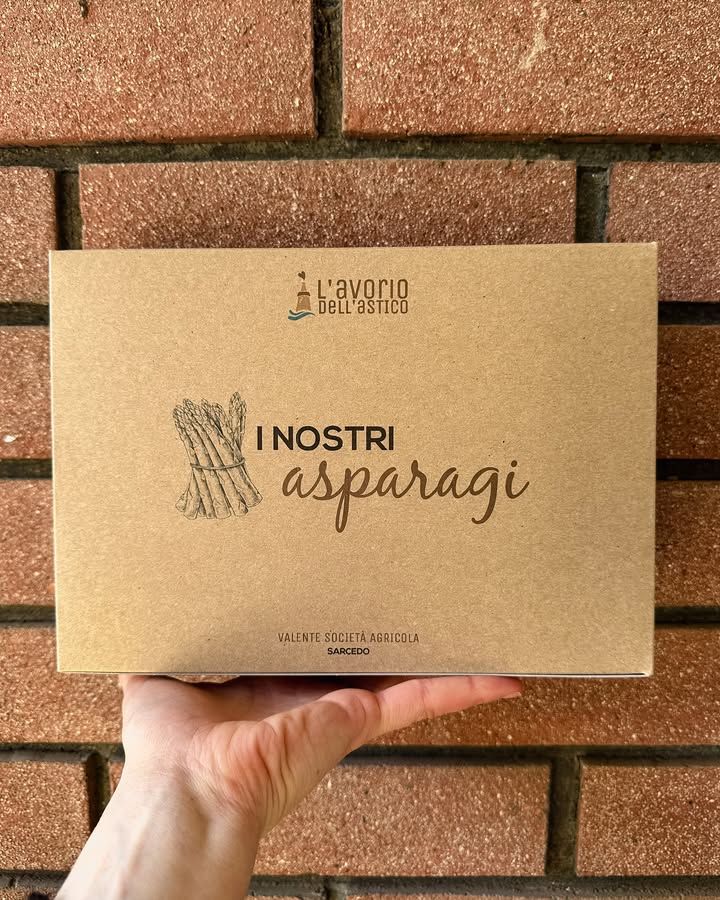 L'avorio
dell'astico
I NOSTRI
asparagi
VALENTE SOCIETÀ AGRICOLA
SARCEDO